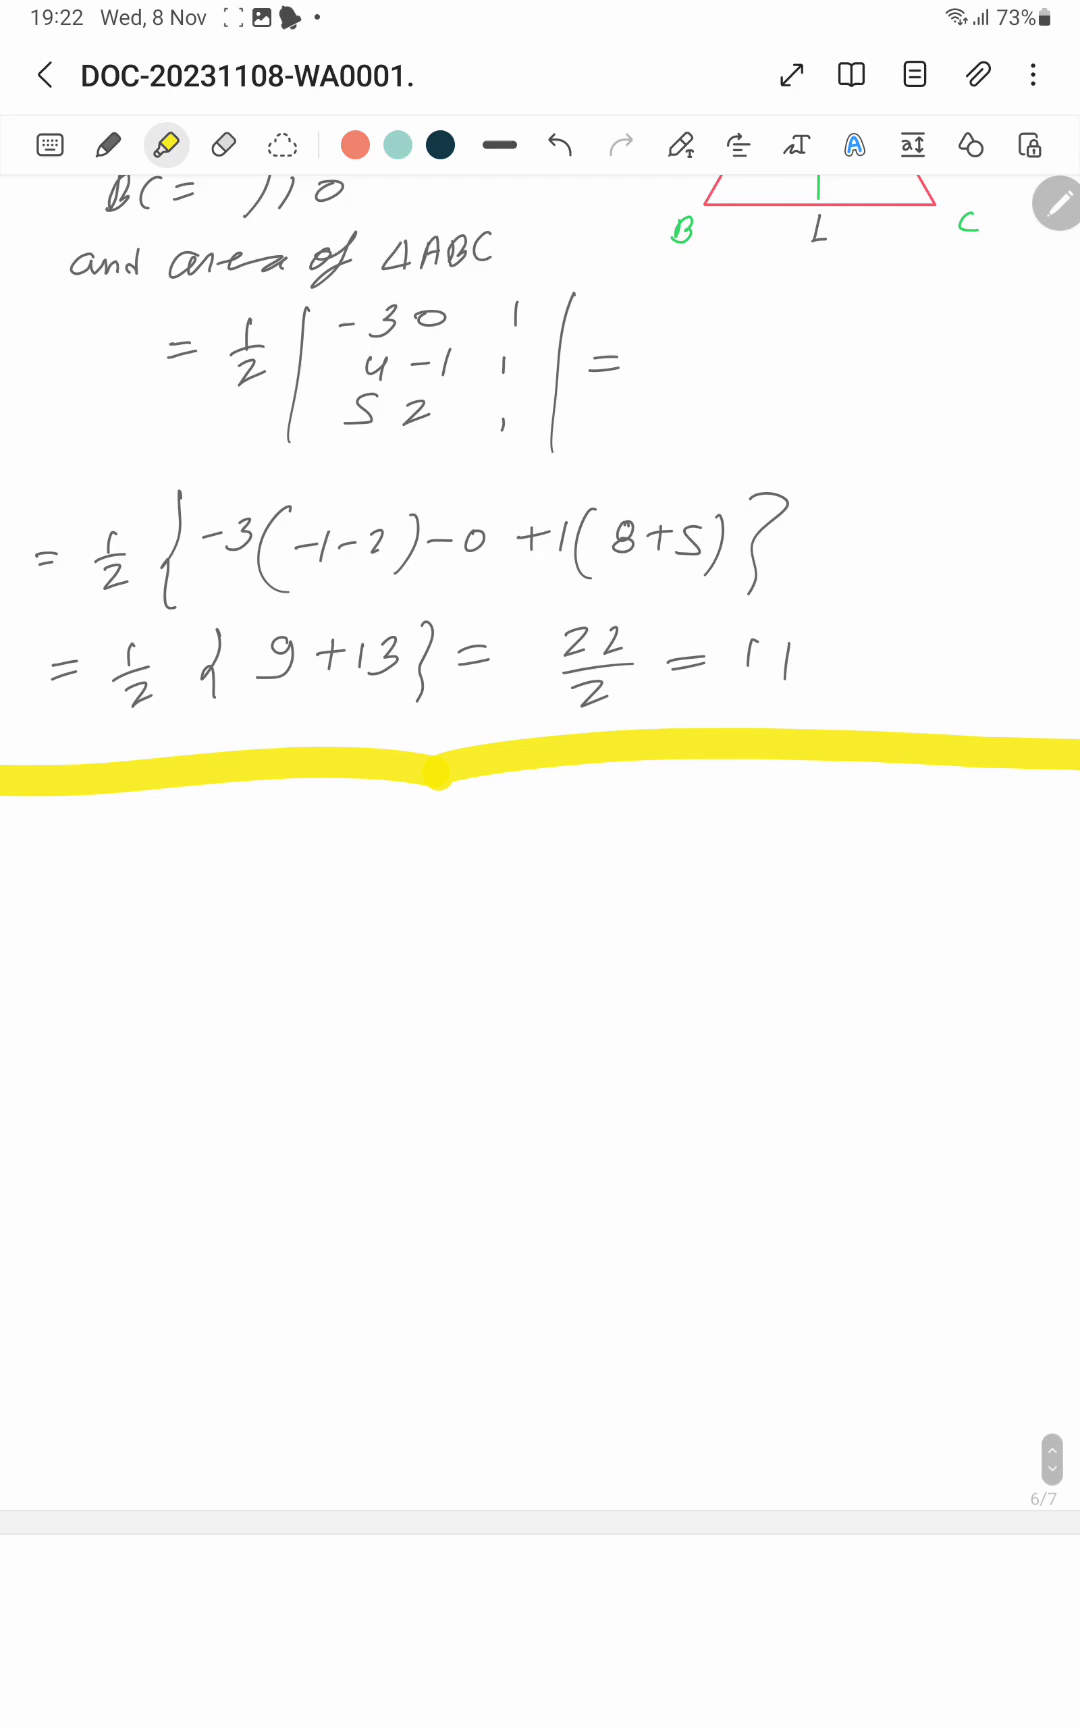 19:22 Wed, 8 Nov 73%
DOC-20231108-WA0001.
BC = 110
B L C
and area of ΔABC
= 1/2 | -3 0 1
4 -1 1
5 2 1 | =
= 1/2 { -3(-1-2) - 0 + 1(8+5) }
= 1/2 { 9 + 13 } = 22/2 = 11
6/7